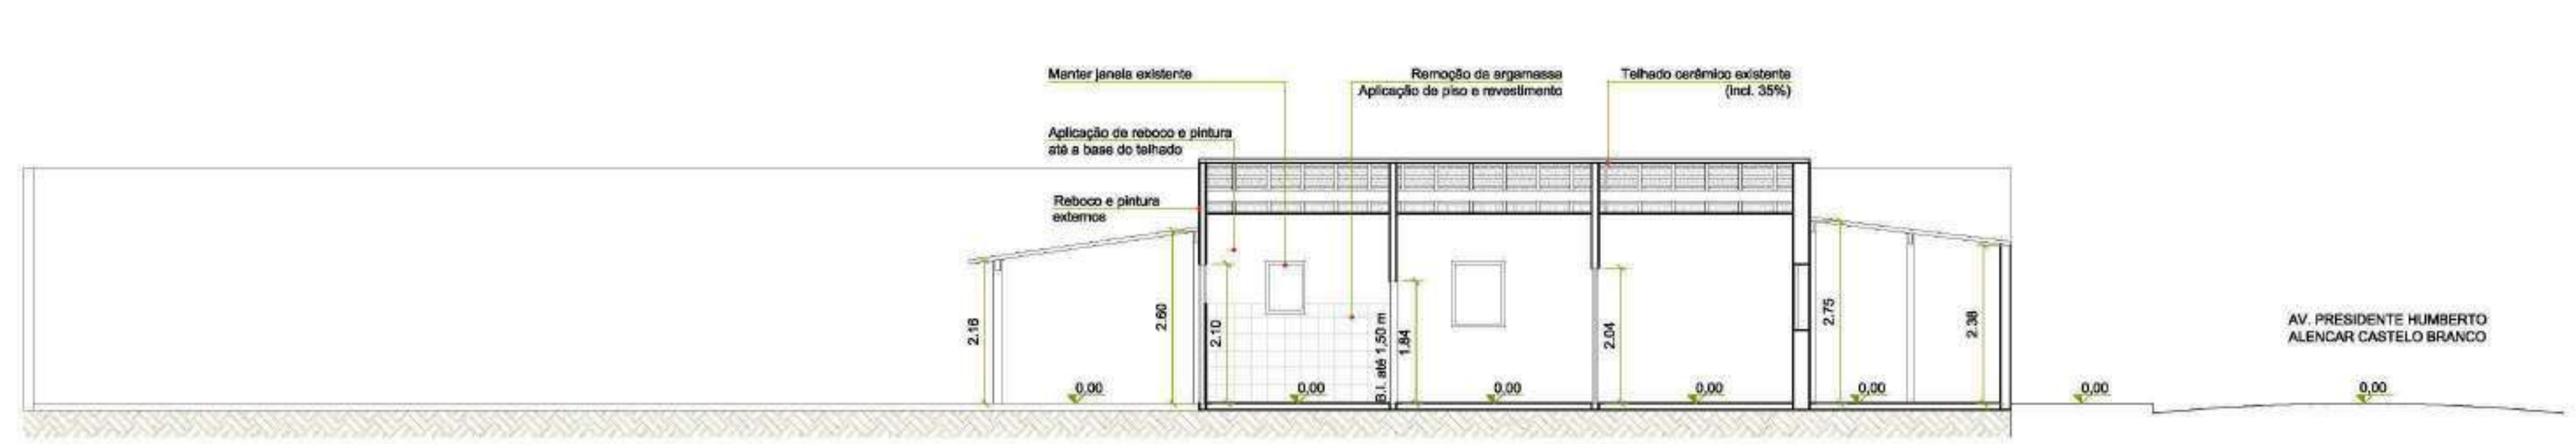 Manter janela existente
Remoção da argamassa
Aplicação de piso e revestimento
Telhado cerâmico existente
(incl. 35%)
Aplicação de reboco e pintura
até a base do telhado
Reboco e pintura
externos
2.16
2.60
2.10
B.I. até 1,50 m
1.84
2.04
2.75
2.38
AV. PRESIDENTE HUMBERTO
ALENCAR CASTELO BRANCO
0,00
0,00
0,00
0,00
0,00
0,00
0,00